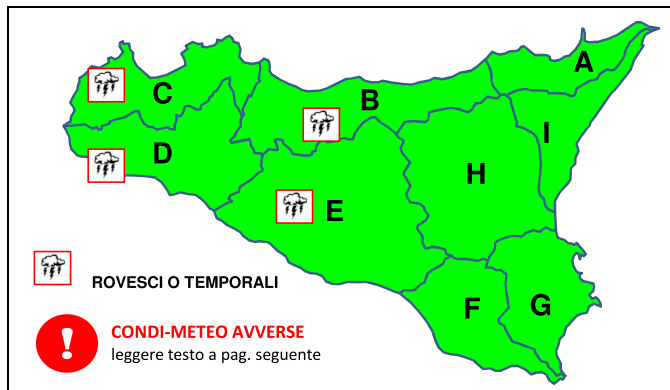 A
C
B
I
D
H
E
F
G
ROVESCI O TEMPORALI
! CONDI-METEO AVVERSE
leggere testo a pag. seguente